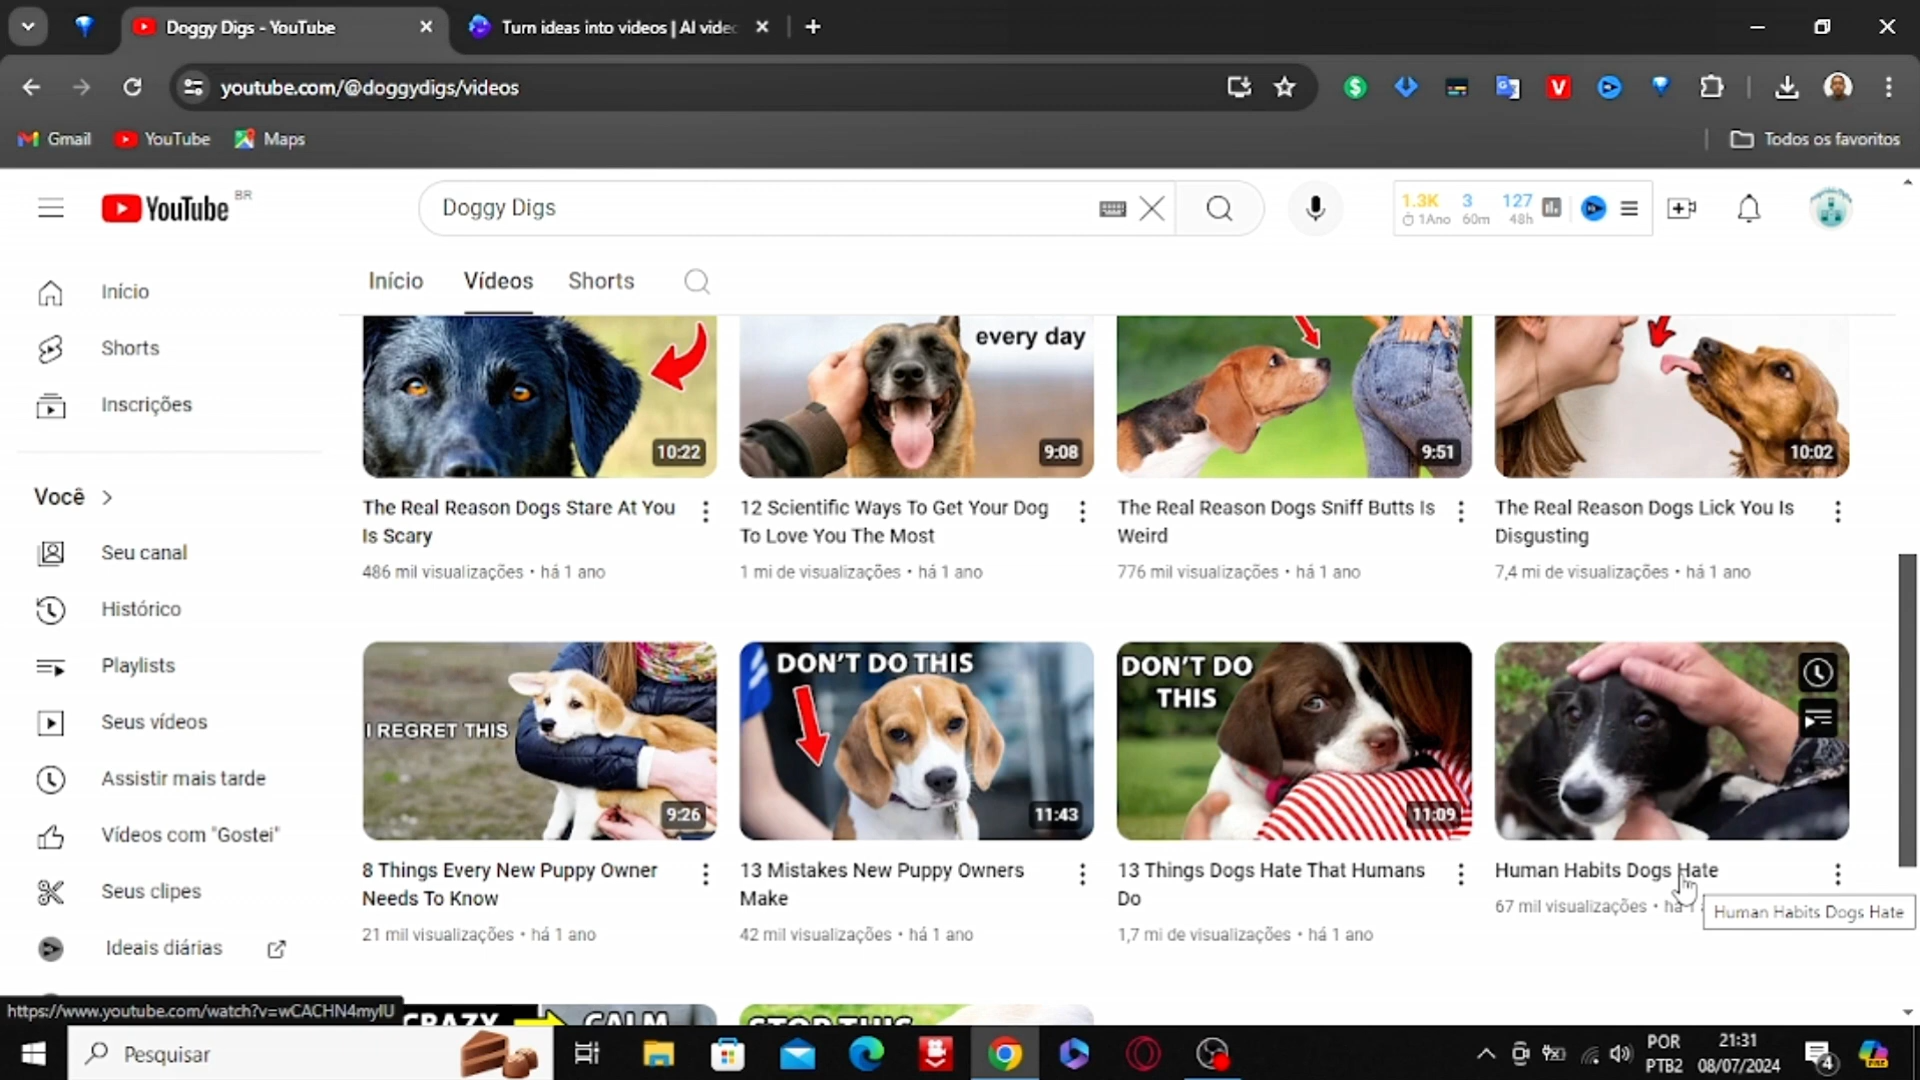 Doggy Digs - YouTube
Turn ideas into videos | AI vide
youtube.com/@doggydigs/videos
Gmail
YouTube
Maps
Todos os favoritos
YouTube BR
Doggy Digs
1.3K 3 127
1Ano 60m 48h
Início
Vídeos
Shorts
Início
Shorts
Inscrições
Você
Seu canal
Histórico
Playlists
Seus vídeos
Assistir mais tarde
Vídeos com "Gostei"
Seus clipes
Ideais diárias
10:22
every day
9:08
9:51
10:02
The Real Reason Dogs Stare At You
Is Scary
486 mil visualizações • há 1 ano
12 Scientific Ways To Get Your Dog
To Love You The Most
1 mi de visualizações • há 1 ano
The Real Reason Dogs Sniff Butts Is
Weird
776 mil visualizações • há 1 ano
The Real Reason Dogs Lick You Is
Disgusting
7,4 mi de visualizações • há 1 ano
I REGRET THIS
9:26
DON'T DO THIS
11:43
DON'T DO
THIS
11:09
8 Things Every New Puppy Owner
Needs To Know
21 mil visualizações • há 1 ano
13 Mistakes New Puppy Owners
Make
42 mil visualizações • há 1 ano
13 Things Dogs Hate That Humans
Do
1,7 mi de visualizações • há 1 ano
Human Habits Dogs Hate
67 mil visualizações • há 1
Human Habits Dogs Hate
CRAZY
CALM
STOP THIS
https://www.youtube.com/watch?v=wCACHN4mylU
Pesquisar
POR
PTB2
21:31
08/07/2024
4